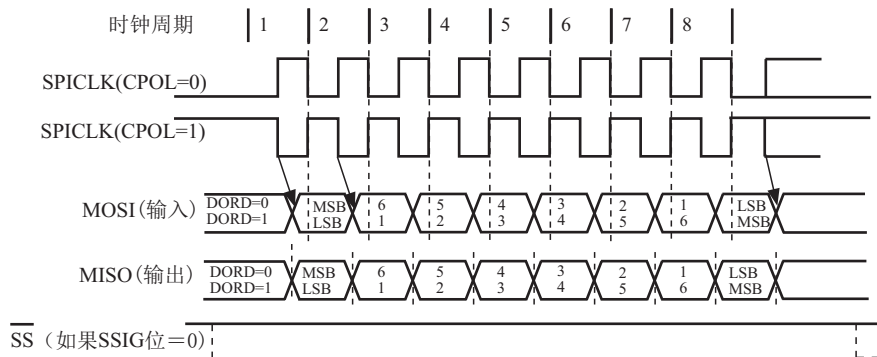 时钟周期 1 2 3 4 5 6 7 8
SPICLK(CPOL=0)
SPICLK(CPOL=1)
MOSI(输入) DORD=0 MSB 6 5 4 3 2 1 LSB
DORD=1 LSB 1 2 3 4 5 6 MSB
MISO(输出) DORD=0 MSB 6 5 4 3 2 1 LSB
DORD=1 LSB 1 2 3 4 5 6 MSB
SS（如果SSIG位=0）